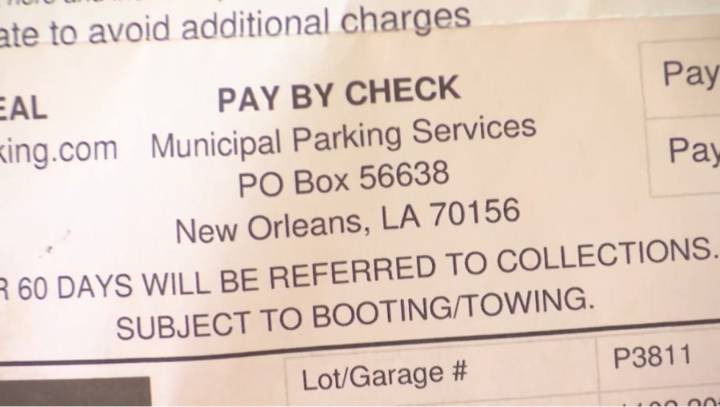 ate to avoid additional charges
EAL
PAY BY CHECK
Pay
king.com
Municipal Parking Services
Pay
PO Box 56638
New Orleans, LA 70156
R 60 DAYS WILL BE REFERRED TO COLLECTIONS.
SUBJECT TO BOOTING/TOWING.
Lot/Garage #
P3811